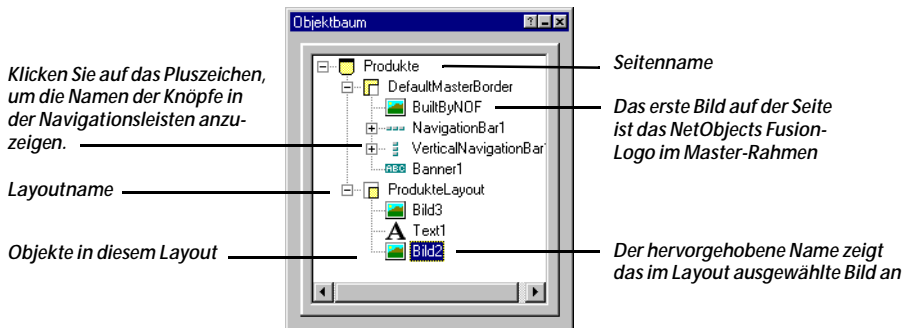 Objektbaum
Klicken Sie auf das Pluszeichen,
um die Namen der Knöpfe in
der Navigationsleisten anzu-
zeigen.
Layoutname
Objekte in diesem Layout
Produkte
DefaultMasterBorder
BuiltByNOF
NavigationBar1
VerticalNavigationBar
ABC Banner1
ProdukteLayout
Bild3
A Text1
Bild2
Seitenname
Das erste Bild auf der Seite
ist das NetObjects Fusion-
Logo im Master-Rahmen
Der hervorgehobene Name zeigt
das im Layout ausgewählte Bild an